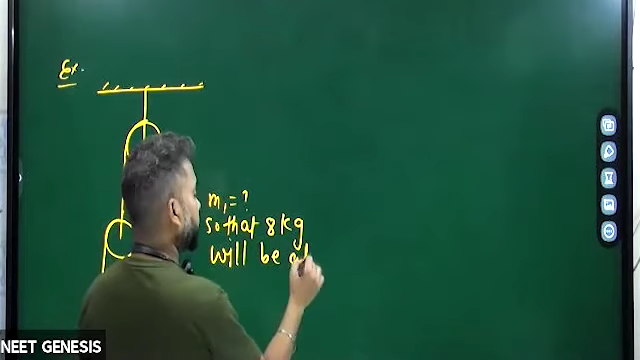 Ex.
m₁ = ?
so that 8 kg
will be
NEET GENESIS